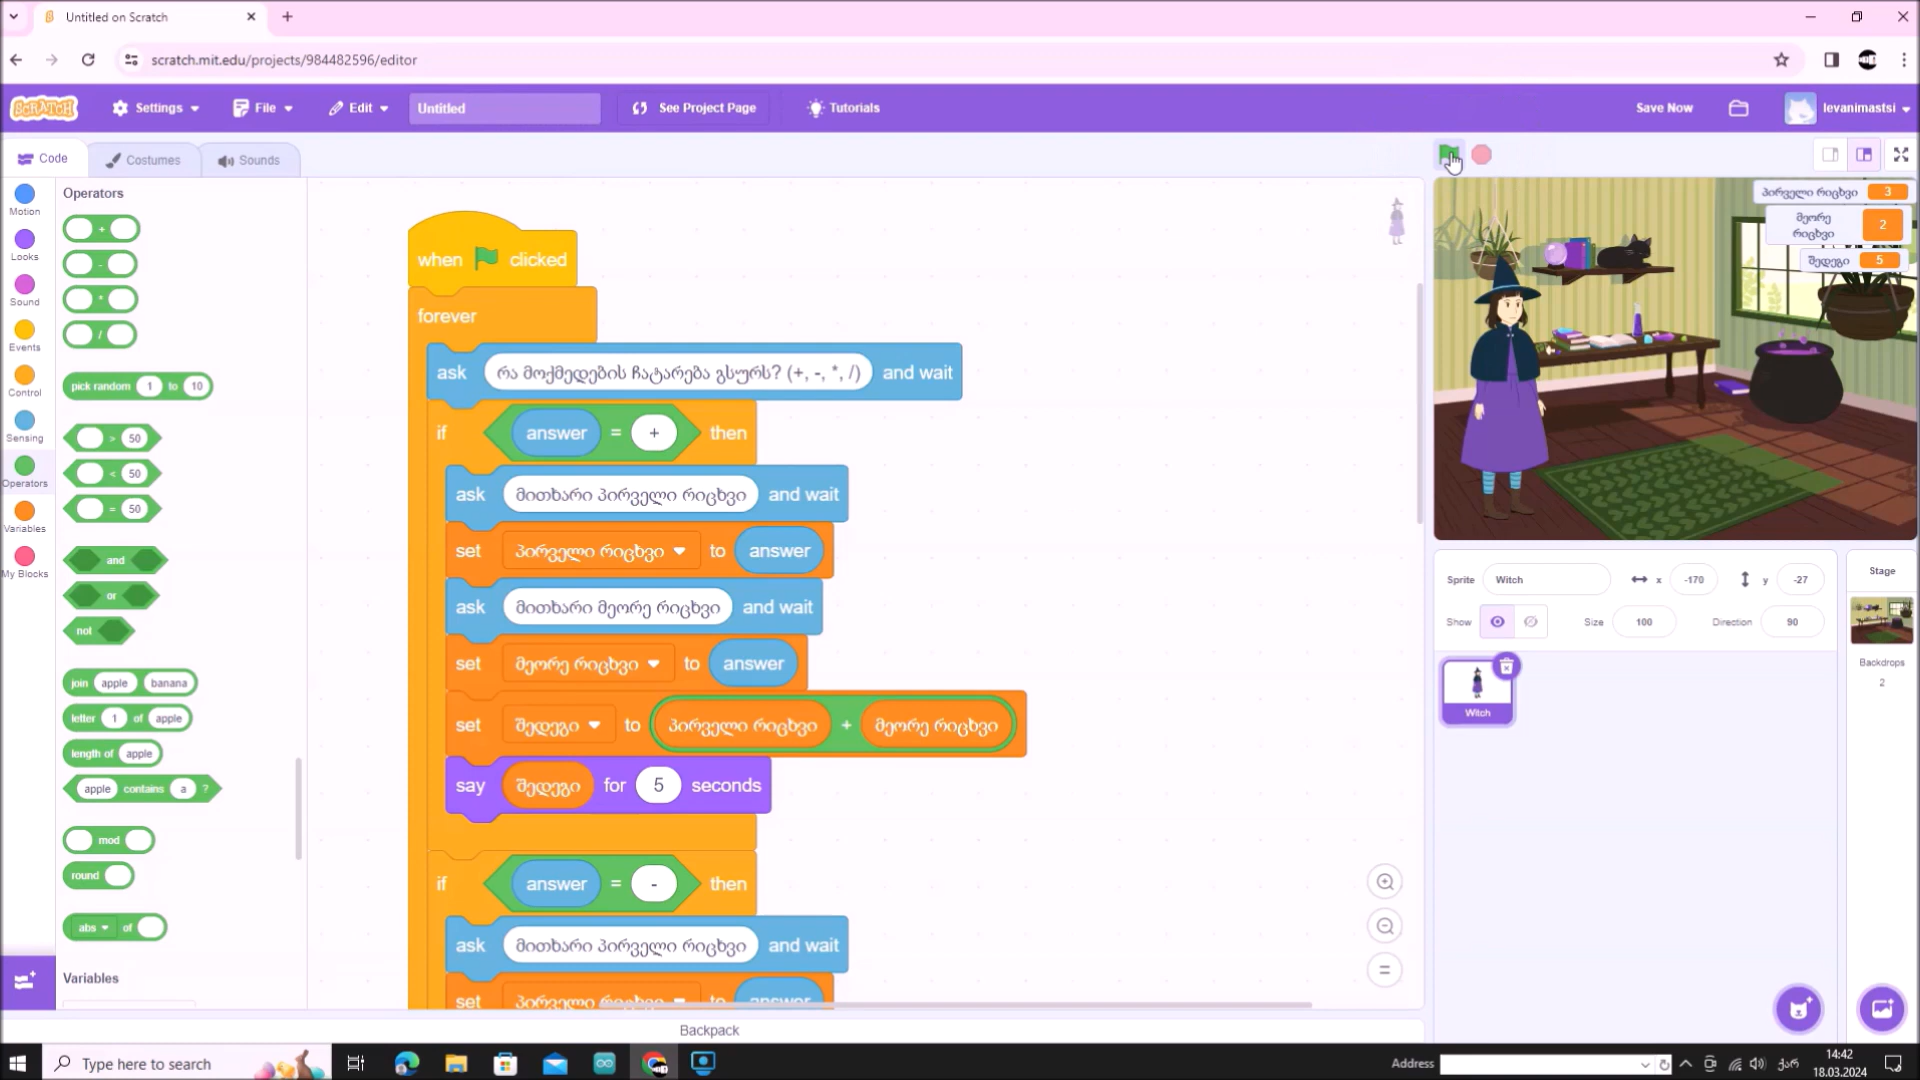 Untitled on Scratch
scratch.mit.edu/projects/984482596/editor
SCRATCH
Settings
File
Edit
Untitled
See Project Page
Tutorials
Save Now
levanimastsi
Code
Costumes
Sounds
Motion
Looks
Sound
Events
Control
Sensing
Operators
Variables
My Blocks
Operators
+
-
*
/
pick random 1 to 10
> 50
< 50
= 50
and
or
not
join apple banana
letter 1 of apple
length of apple
apple contains a ?
mod
round
abs of
Variables
when clicked
forever
ask რა მოქმედების ჩატარება გსურს? (+, -, *, /) and wait
if answer = + then
ask მითხარი პირველი რიცხვი and wait
set პირველი რიცხვი to answer
ask მითხარი მეორე რიცხვი and wait
set მეორე რიცხვი to answer
set შედეგი to პირველი რიცხვი + მეორე რიცხვი
say შედეგი for 5 seconds
if answer = - then
ask მითხარი პირველი რიცხვი and wait
set პირველი რიცხვი to answer
Backpack
პირველი რიცხვი 3
მეორე რიცხვი 2
შედეგი 5
Sprite Witch x -170 y -27
Show Size 100 Direction 90
Witch
Stage
Backdrops
2
Type here to search
Address
ქარ
14:42
18.03.2024